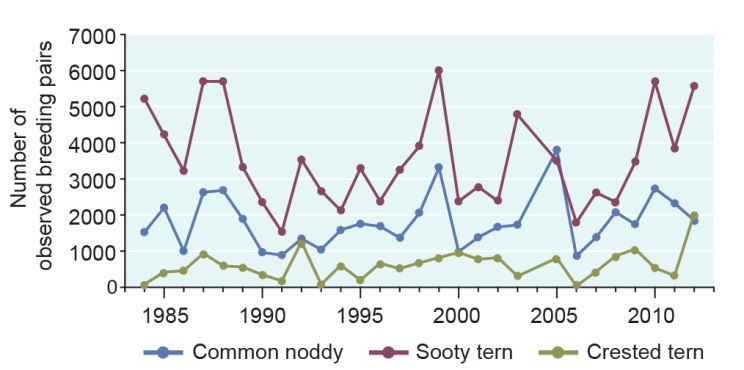 Number of
observed breeding pairs
7000
6000
5000
4000
3000
2000
1000
0
1985 1990 1995 2000 2005 2010
Common noddy Sooty tern Crested tern